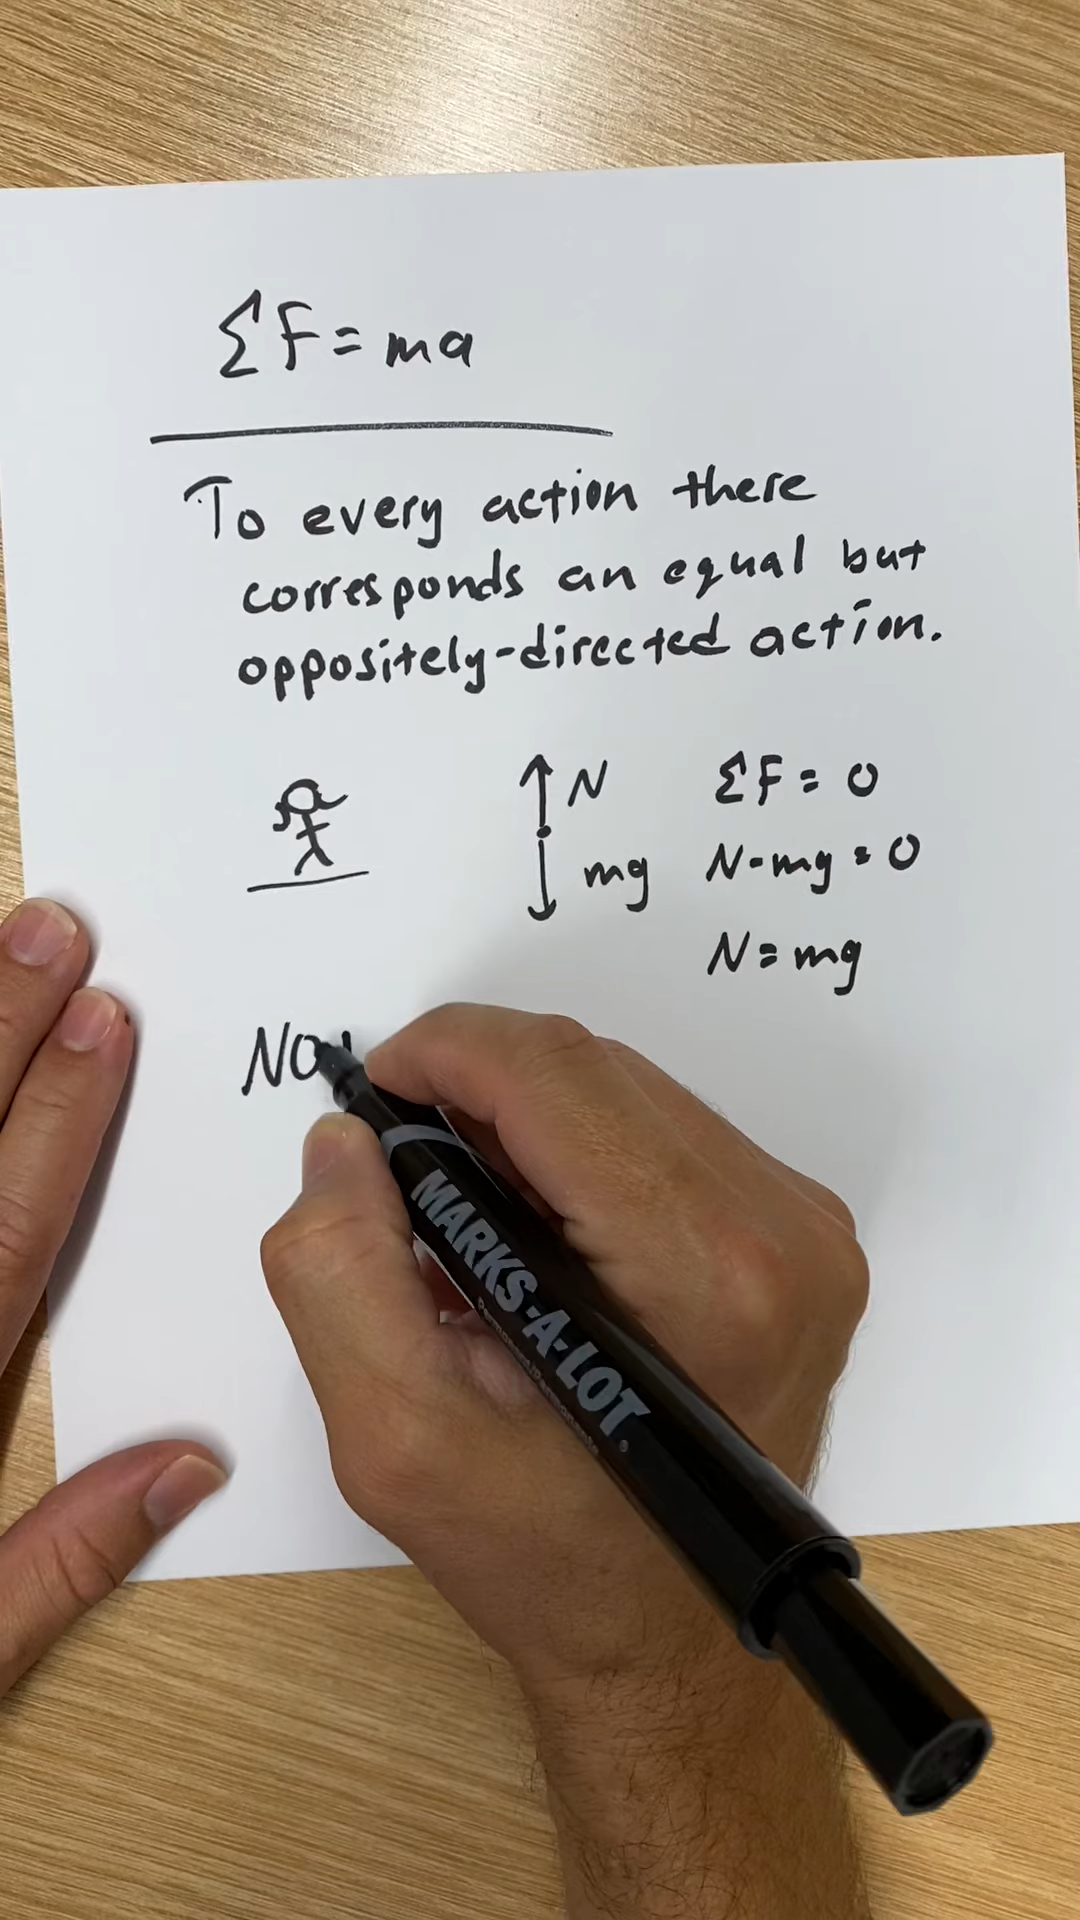 ΣF = ma
To every action there
corresponds an equal but
oppositely-directed action.
N
mg
ΣF = 0
N - mg = 0
N = mg
MARKS-A-LOT